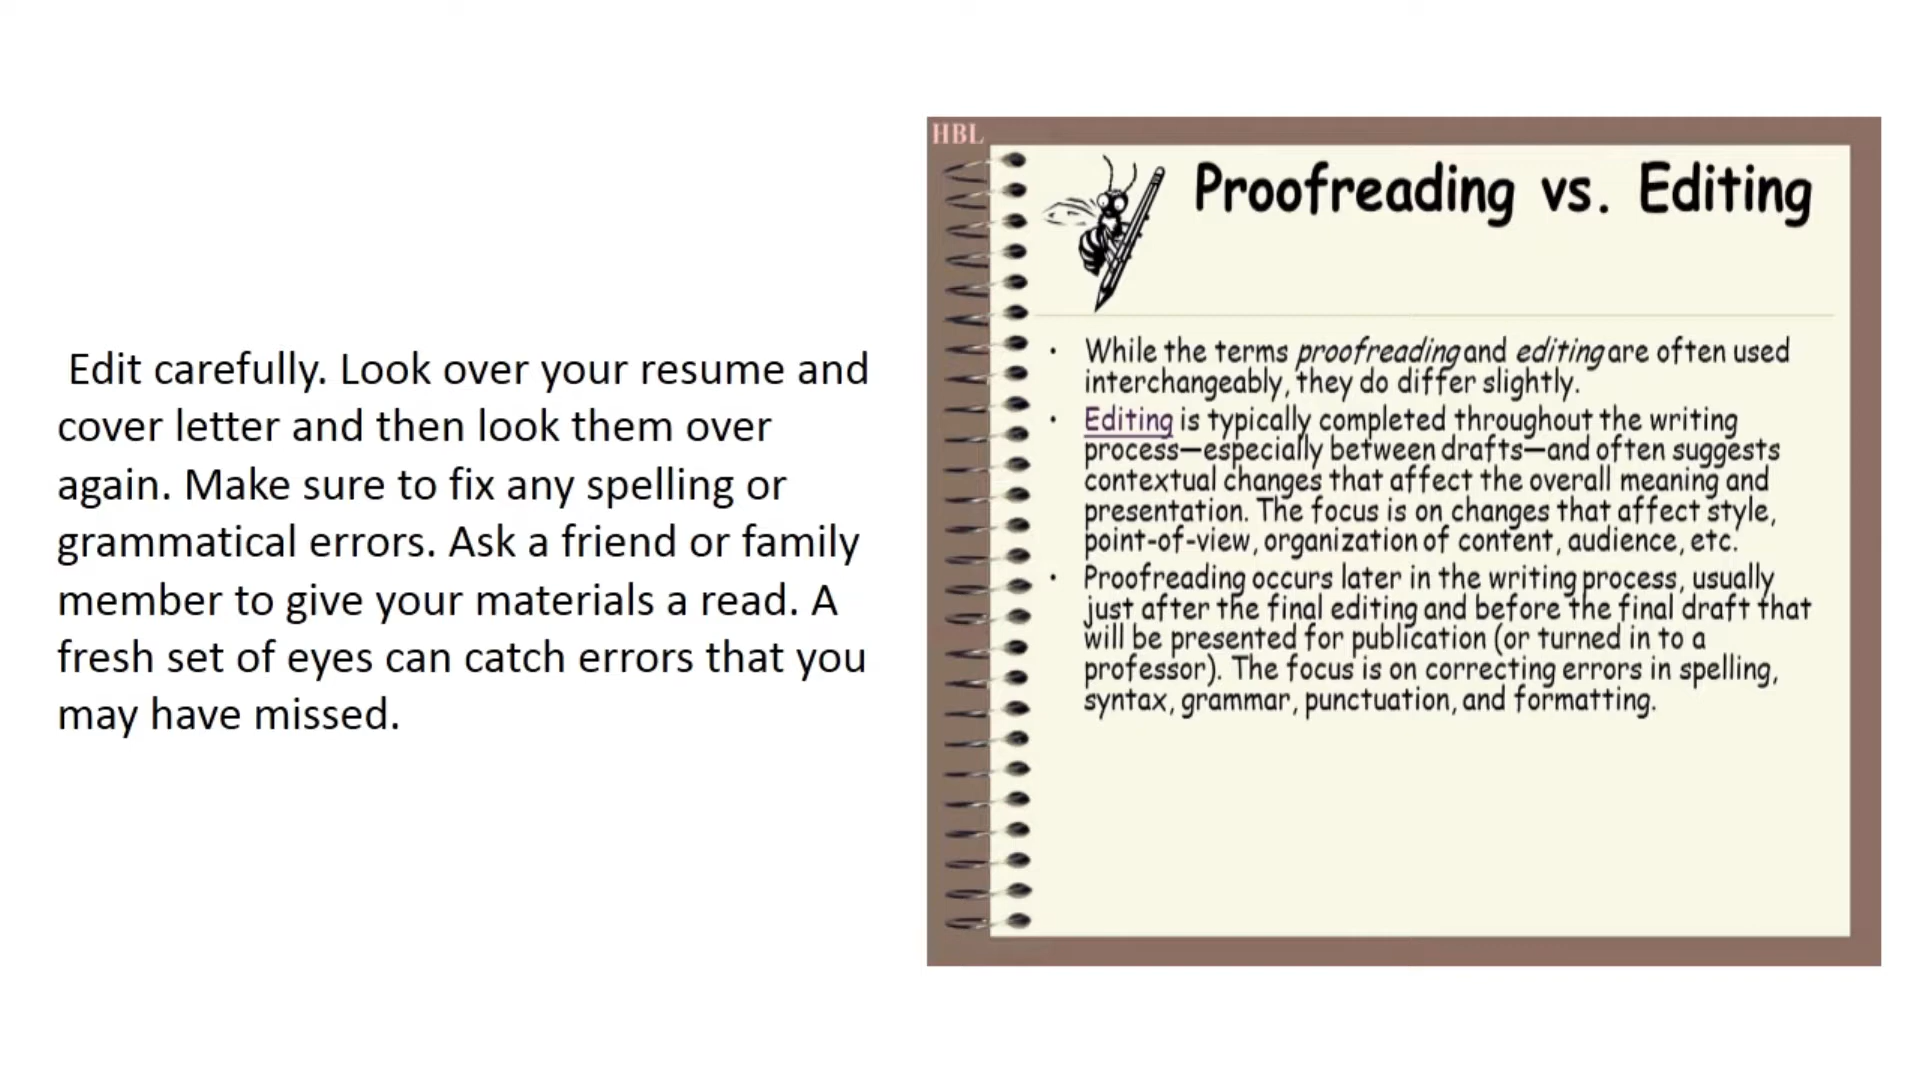 Edit carefully. Look over your resume and
cover letter and then look them over
again. Make sure to fix any spelling or
grammatical errors. Ask a friend or family
member to give your materials a read. A
fresh set of eyes can catch errors that you
may have missed.
HBL
Proofreading vs. Editing
• While the terms proofreading and editing are often used
interchangeably, they do differ slightly.
• Editing is typically completed throughout the writing
process—especially between drafts—and often suggests
contextual changes that affect the overall meaning and
presentation. The focus is on changes that affect style,
point-of-view, organization of content, audience, etc.
• Proofreading occurs later in the writing process, usually
just after the final editing and before the final draft that
will be presented for publication (or turned in to a
professor). The focus is on correcting errors in spelling,
syntax, grammar, punctuation, and formatting.